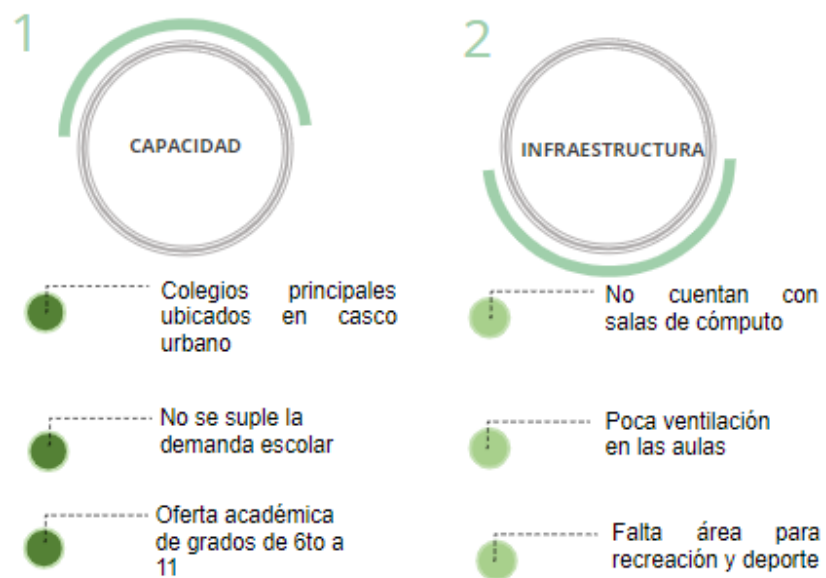 1
CAPACIDAD
Colegios principales
ubicados en casco
urbano
No se suple la
demanda escolar
Oferta académica
de grados de 6to a
11
2
INFRAESTRUCTURA
No cuentan con
salas de cómputo
Poca ventilación
en las aulas
Falta área para
recreación y deporte